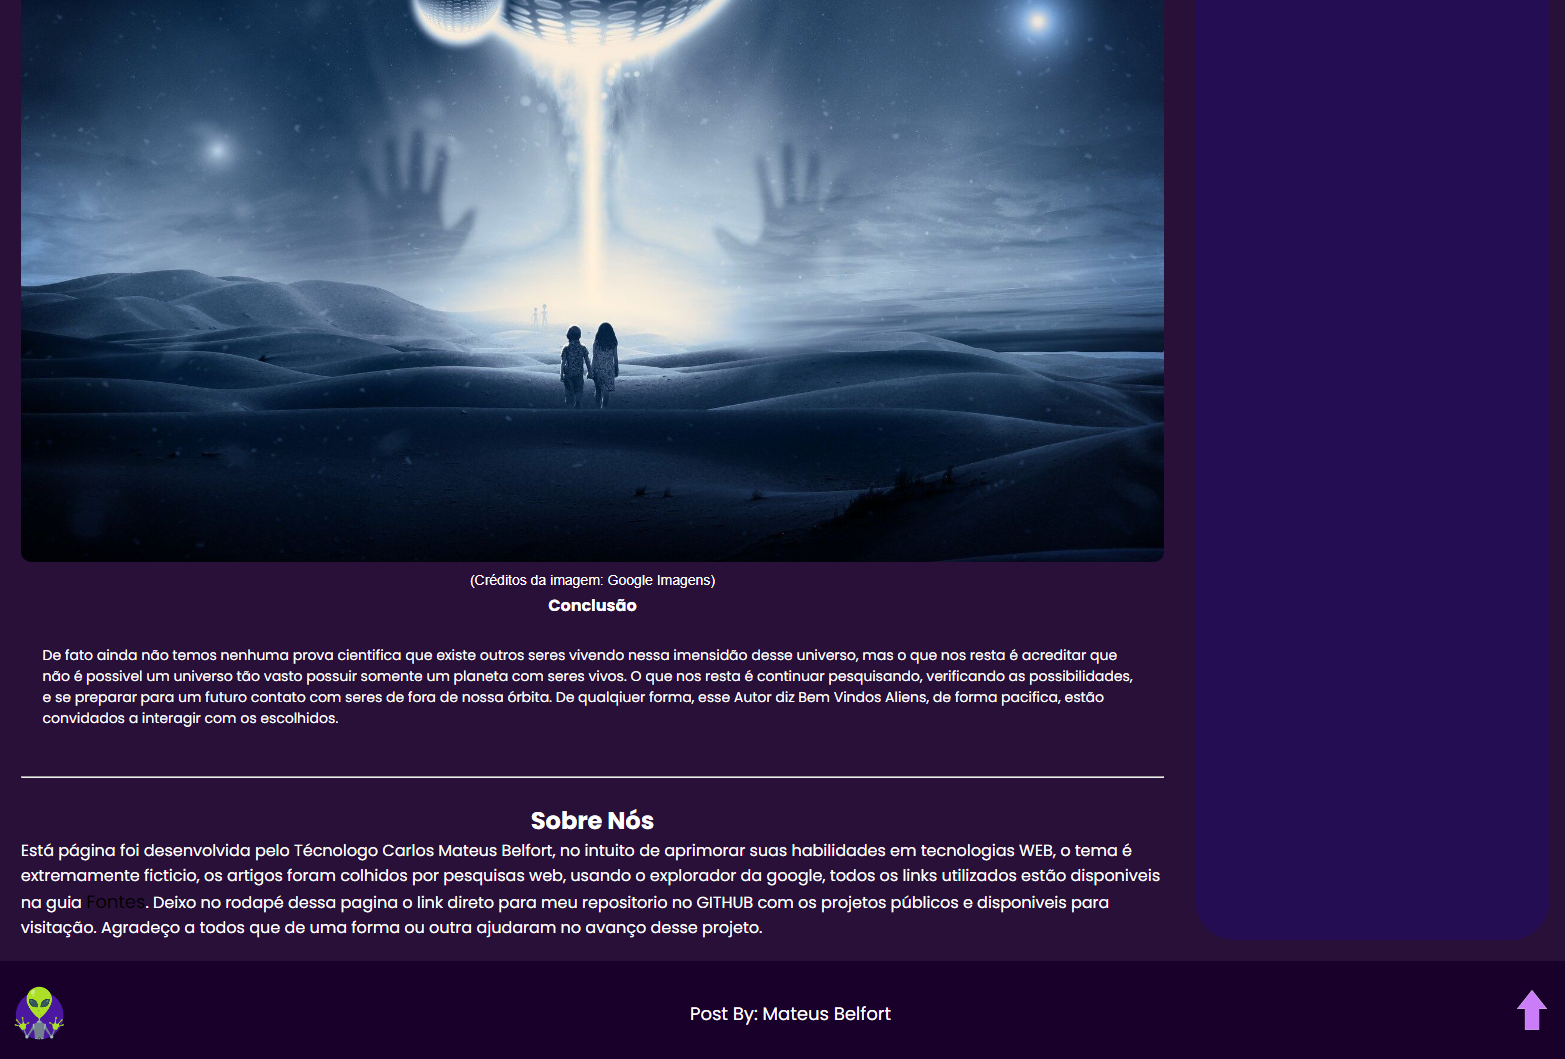 (Créditos da imagem: Google Imagens)
Conclusão
De fato ainda não temos nenhuma prova cientifica que existe outros seres vivendo nessa imensidão desse universo, mas o que nos resta é acreditar que
não é possivel um universo tão vasto possuir somente um planeta com seres vivos. O que nos resta é continuar pesquisando, verificando as possibilidades,
e se preparar para um futuro contato com seres de fora de nossa órbita. De qualqiuer forma, esse Autor diz Bem Vindos Aliens, de forma pacifica, estão
convidados a interagir com os escolhidos.
Sobre Nós
Está página foi desenvolvida pelo Técnologo Carlos Mateus Belfort, no intuito de aprimorar suas habilidades em tecnologias WEB, o tema é
extremamente ficticio, os artigos foram colhidos por pesquisas web, usando o explorador da google, todos os links utilizados estão disponiveis
na guia Fontes. Deixo no rodapé dessa pagina o link direto para meu repositorio no GITHUB com os projetos públicos e disponiveis para
visitação. Agradeço a todos que de uma forma ou outra ajudaram no avanço desse projeto.
Post By: Mateus Belfort